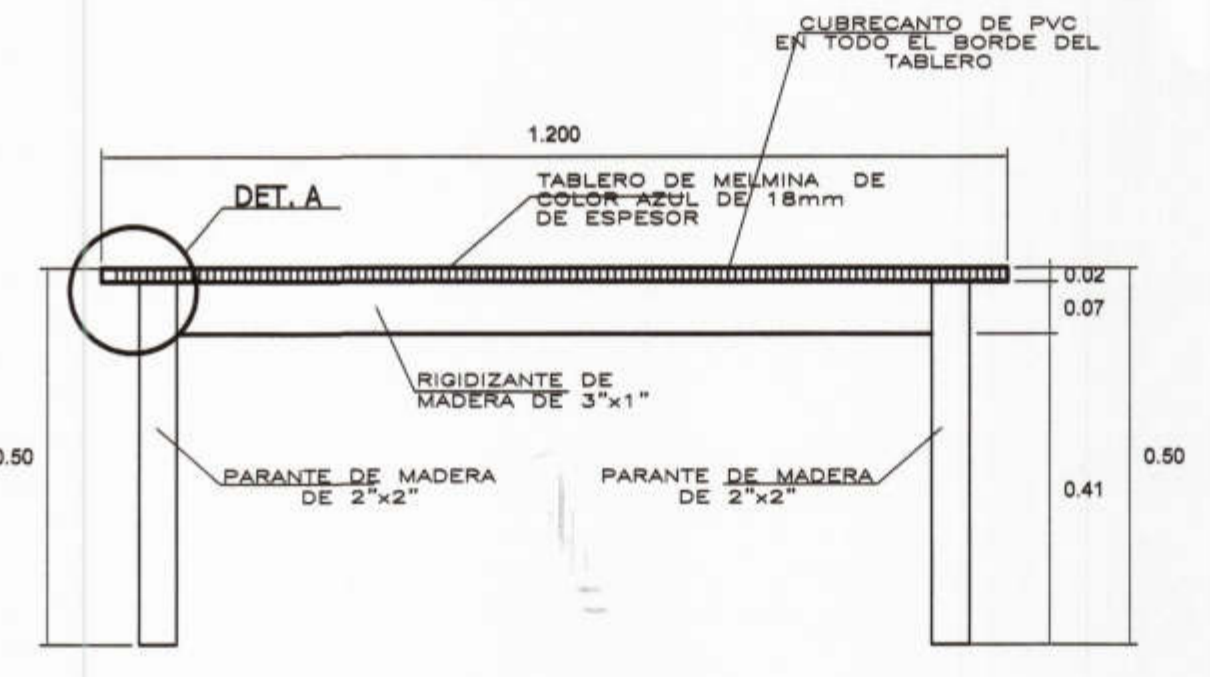 CUBRECANTO DE PVC
EN TODO EL BORDE DEL
TABLERO
1.200
DET. A
TABLERO DE MELMINA DE
COLOR AZUL DE 18mm
DE ESPESOR
0.02
0.07
RIGIDIZANTE DE
MADERA DE 3"x1"
0.50
PARANTE DE MADERA
DE 2"x2"
PARANTE DE MADERA
DE 2"x2"
0.41
0.50